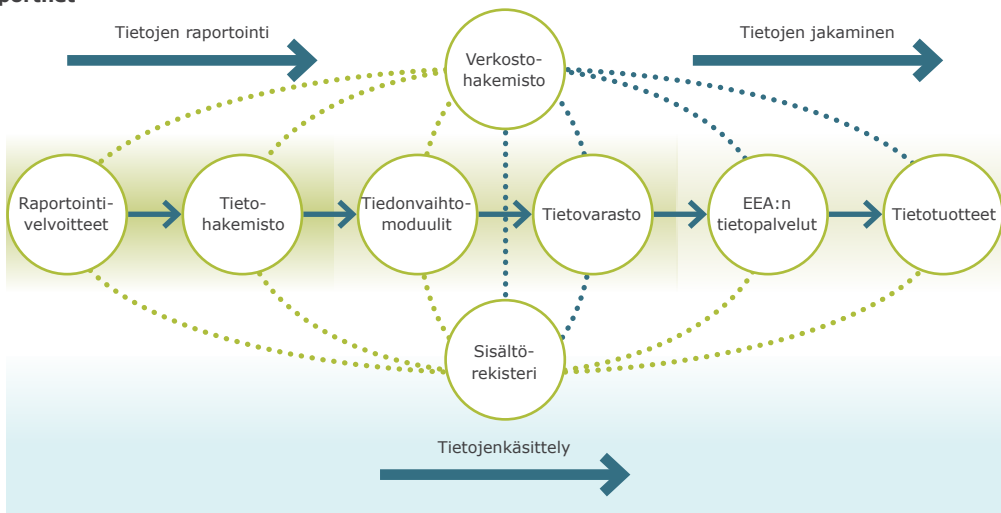 Tietojen raportointi
Tietojen jakaminen
Verkosto-
hakemisto
Raportointi-
velvoitteet
Tieto-
hakemisto
Tiedonvaihto-
moduulit
Tietovarasto
EEA:n
tietopalvelut
Tietotuotteet
Sisältö-
rekisteri
Tietojenkäsittely